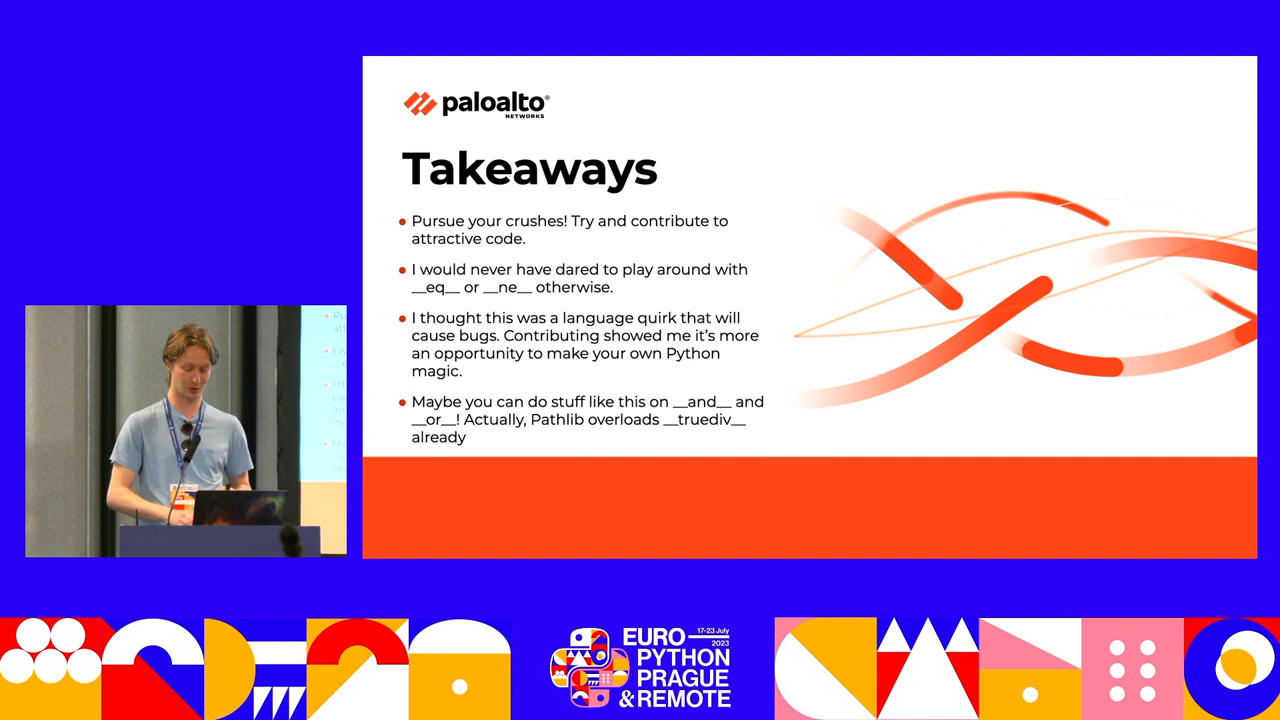 paloalto®
NETWORKS
Takeaways
• Pursue your crushes! Try and contribute to
attractive code.
• I would never have dared to play around with
__eq__ or __ne__ otherwise.
• I thought this was a language quirk that will
cause bugs. Contributing showed me it's more
an opportunity to make your own Python
magic.
• Maybe you can do stuff like this on __and__ and
__or__! Actually, Pathlib overloads __truediv__
already
EURO 17-23 July
2023
PYTHON
PRAGUE
& REMOTE